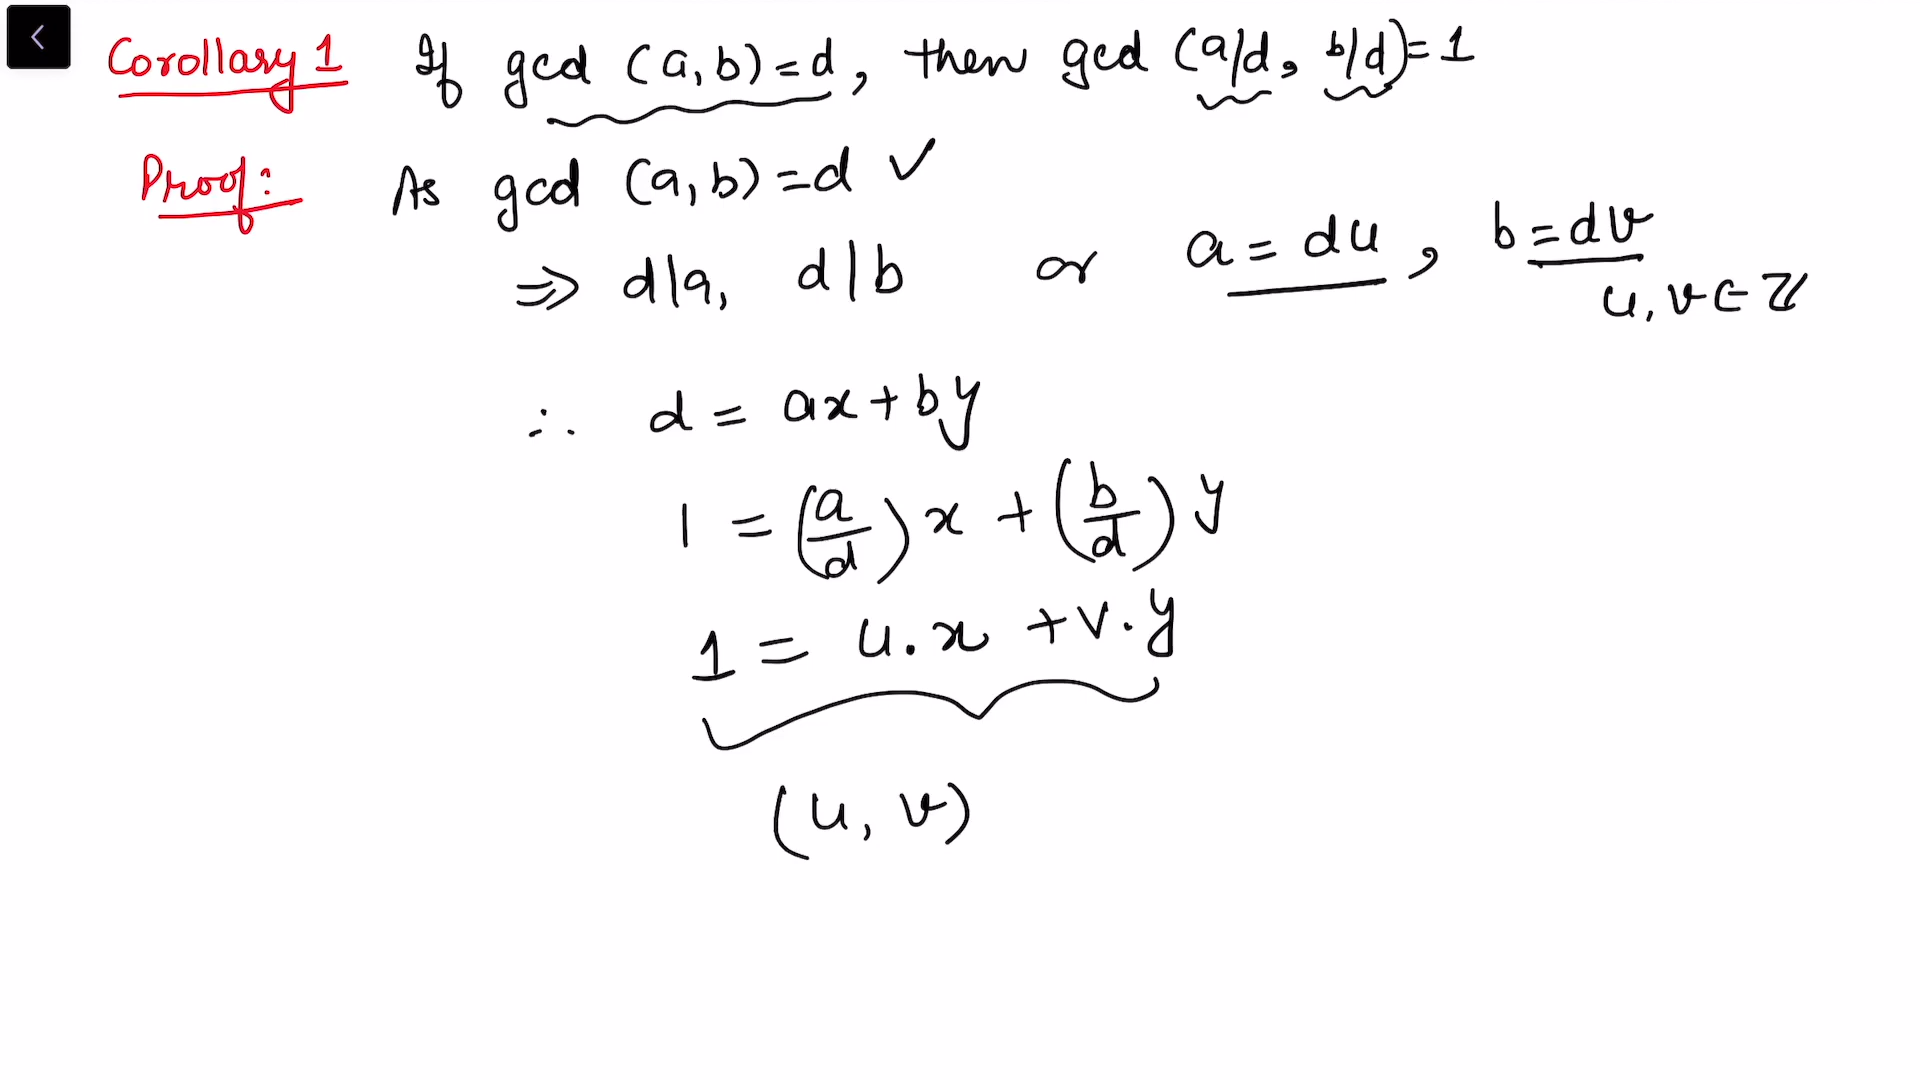 Corollary 1 If gcd (a,b)=d, then gcd (a/d, b/d)=1
Proof: As gcd (a,b)=d ✓
⇒ d|a, d|b or a = du, b=dv
u, v ∈ ℤ
∴ d = ax+by
1 = (a/d)x + (b/d)y
1 = u.x +v.y
(u, v)